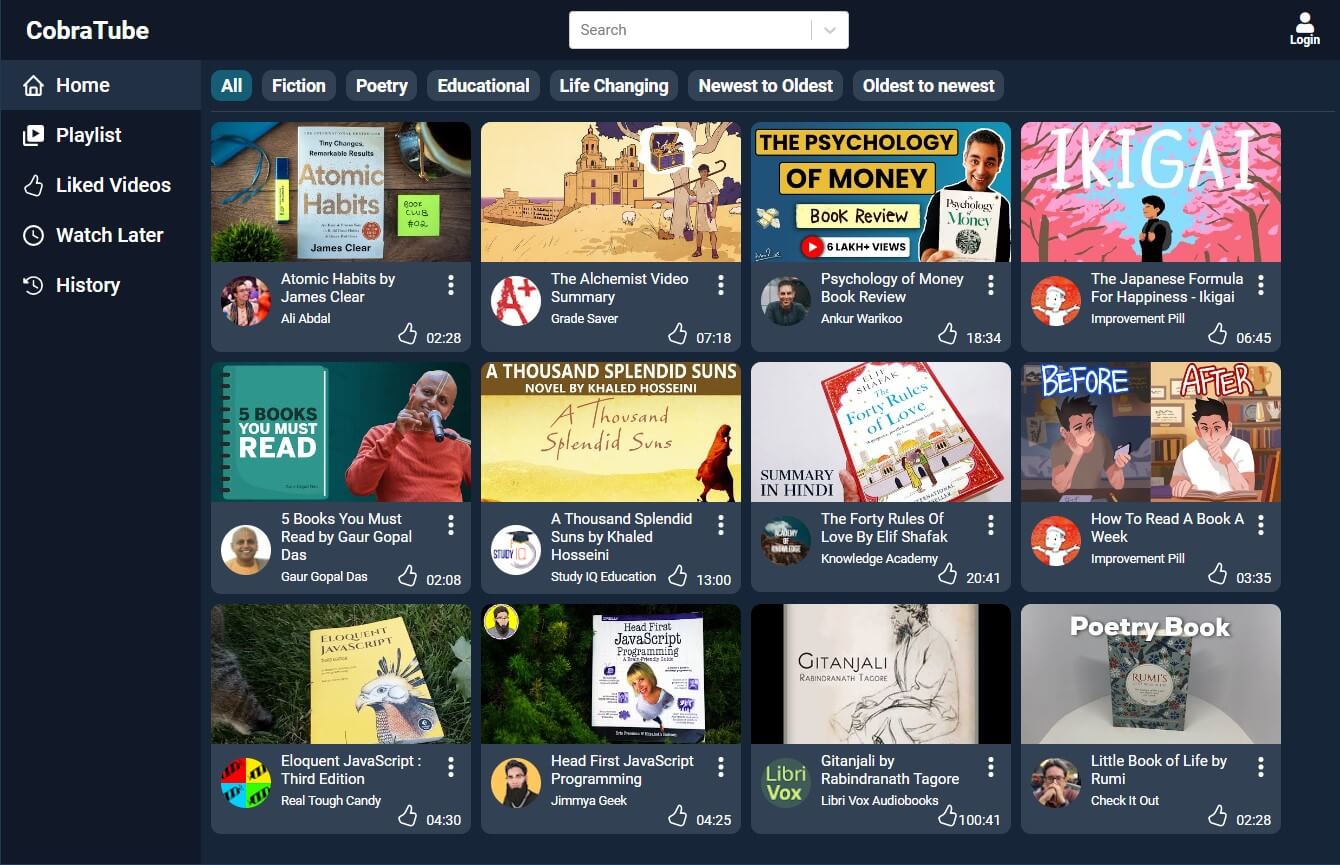 CobraTube
Search
Login
Home
Playlist
Liked Videos
Watch Later
History
All
Fiction
Poetry
Educational
Life Changing
Newest to Oldest
Oldest to newest
Tiny Changes,
Remarkable Results
Atomic
Habits
James Clear
BOOK
CLUB
#02
Atomic Habits by
James Clear
Ali Abdal
02:28
The Alchemist Video
Summary
Grade Saver
07:18
A+
THE PSYCHOLOGY
OF MONEY
Book Review
6 LAKH+ VIEWS
The
Psychology
of
Money
Psychology of Money
Book Review
Ankur Warikoo
18:34
IKIGAI
The Japanese Formula
For Happiness - Ikigai
Improvement Pill
06:45
5 BOOKS
YOU MUST
READ
5 Books You Must
Read by Gaur Gopal
Das
Gaur Gopal Das
02:08
A THOUSAND SPLENDID SUNS
NOVEL BY KHALED HOSSEINI
A Thousand
Splendid Suns
STUDY IQ
A Thousand Splendid
Suns by Khaled
Hosseini
Study IQ Education
13:00
ELIF
SHAFAK
The
Forty Rules
of Love
SUMMARY
IN HINDI
ACADEMY
OF
KNOWLEDGE
The Forty Rules Of
Love By Elif Shafak
Knowledge Academy
20:41
BEFORE
AFTER
How To Read A Book A
Week
Improvement Pill
03:35
ELOQUENT
JAVASCRIPT
Eloquent JavaScript :
Third Edition
Real Tough Candy
04:30
Head First
JavaScript
Programming
A Brain-Friendly Guide
Head First JavaScript
Programming
Jimmya Geek
04:25
GITANJALI
RABINDRANATH TAGORE
Libri
Vox
Gitanjali by
Rabindranath Tagore
Libri Vox Audiobooks
100:41
Poetry Book
RUMI'S
Little Book of Life by
Rumi
Check It Out
02:28